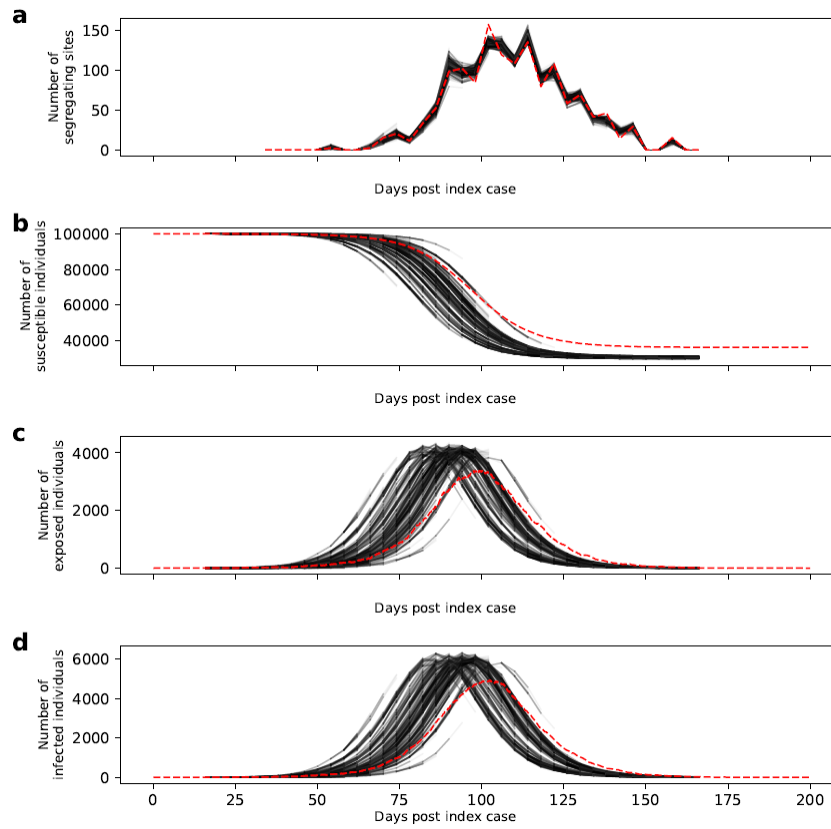 a
Number of
segregating sites
150
100
50
0
Days post index case
b
Number of
susceptible individuals
100000
80000
60000
40000
Days post index case
c
Number of
exposed individuals
4000
2000
0
Days post index case
d
Number of
infected individuals
6000
4000
2000
0
0 25 50 75 100 125 150 175 200
Days post index case